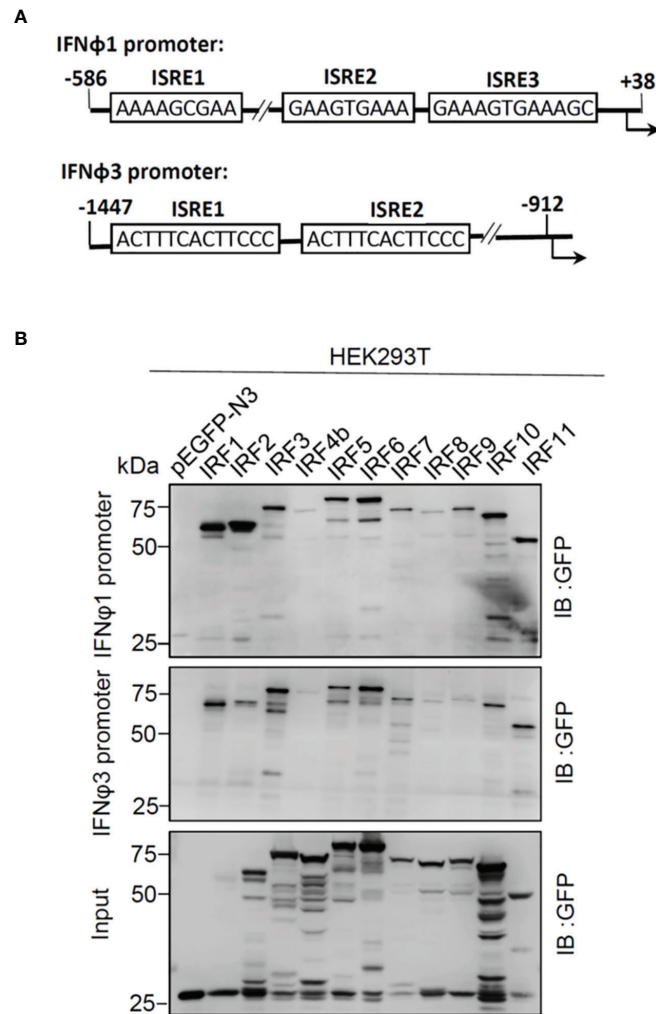 A
IFNϕ1 promoter:
-586 ISRE1 ISRE2 ISRE3 +38
AAAAGCGAA GAAGTGAAA GAAAGTGAAAGC
IFNϕ3 promoter:
-1447 ISRE1 ISRE2 -912
ACTTTCACTTCCC ACTTTCACTTCCC
B
HEK293T
kDa pEGFP-N3 IRF1 IRF2 IRF3 IRF4b IRF5 IRF6 IRF7 IRF8 IRF9 IRF10 IRF11
IFNφ1 promoter
75
50
25
IB :GFP
IFNφ3 promoter
75
50
25
IB :GFP
Input
75
50
25
IB :GFP